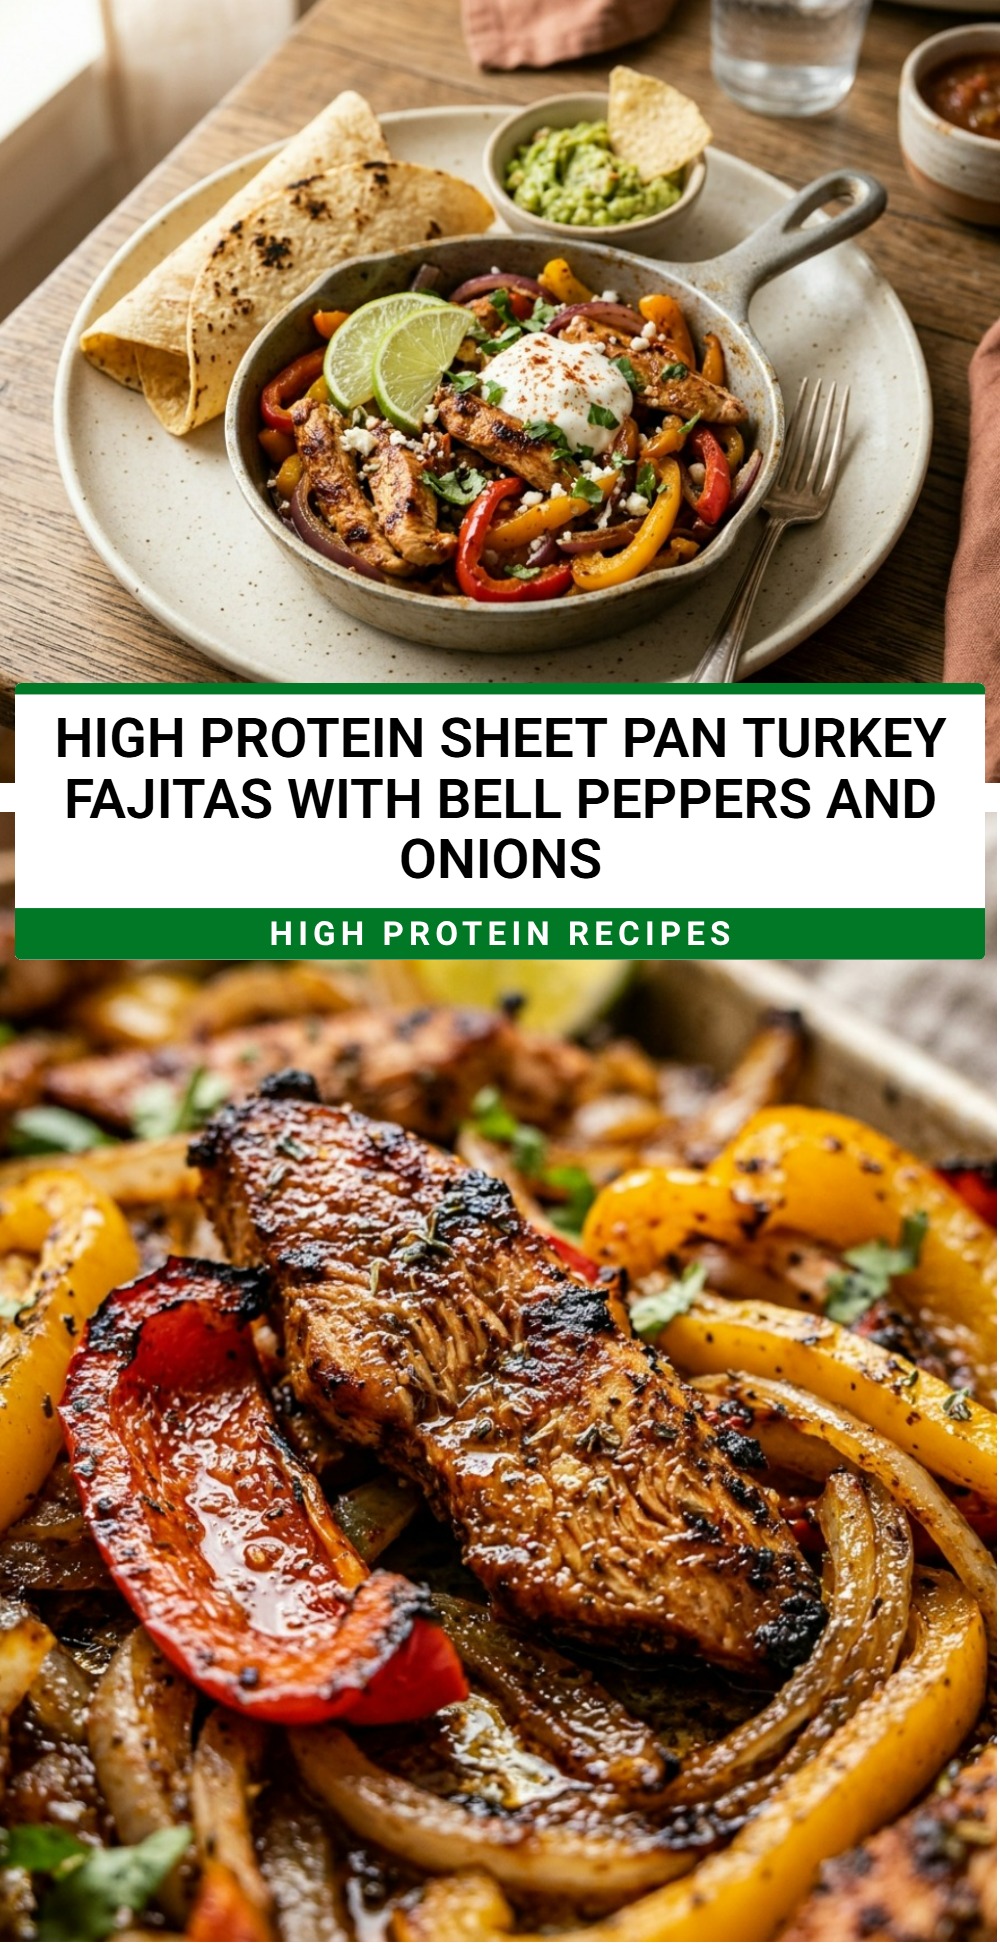 HIGH PROTEIN SHEET PAN TURKEY
FAJITAS WITH BELL PEPPERS AND
ONIONS
HIGH PROTEIN RECIPES